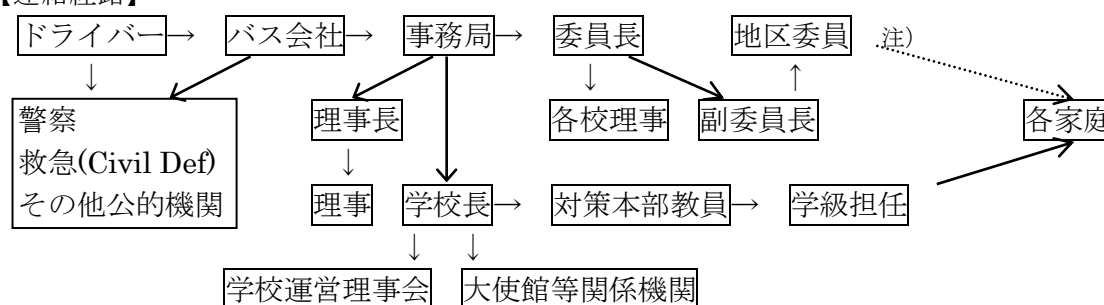 【連絡経路】
ドライバー→ バス会社→ 事務局→ 委員長 地区委員 注）
↓ ↓ ↑
警察 理事長 各校理事 副委員長 各家庭
救急(Civil Def) ↓
その他公的機関 理事 学校長→ 対策本部教員→ 学級担任
↓ ↓
学校運営理事会 大使館等関係機関